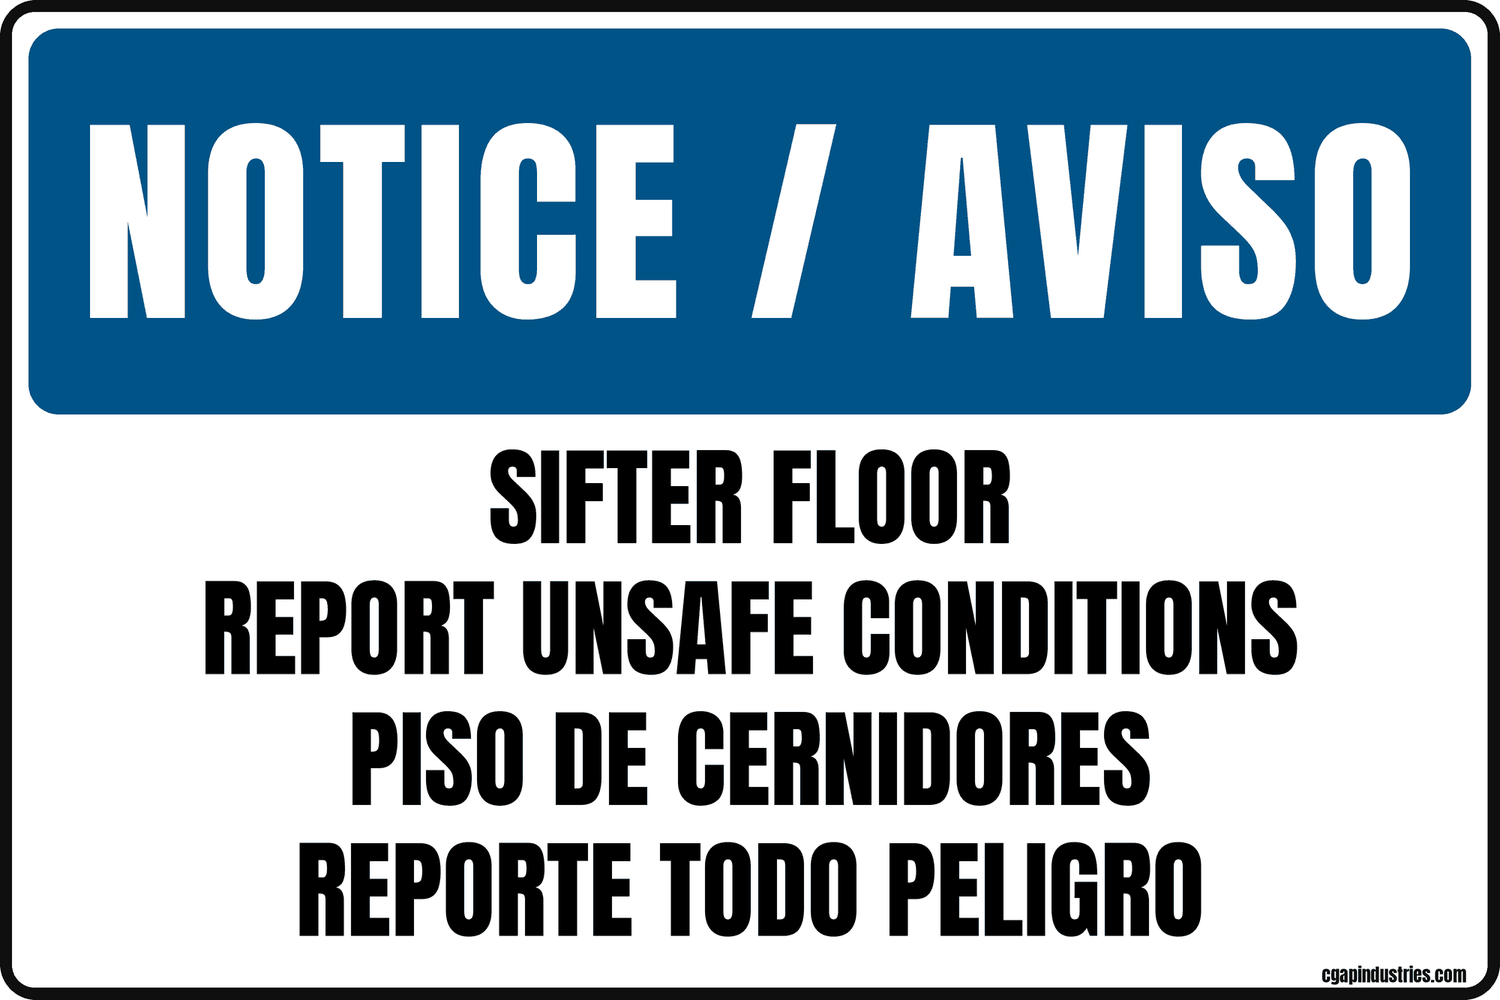 NOTICE / AVISO
SIFTER FLOOR
REPORT UNSAFE CONDITIONS
PISO DE CERNIDORES
REPORTE TODO PELIGRO
cgapindustries.com